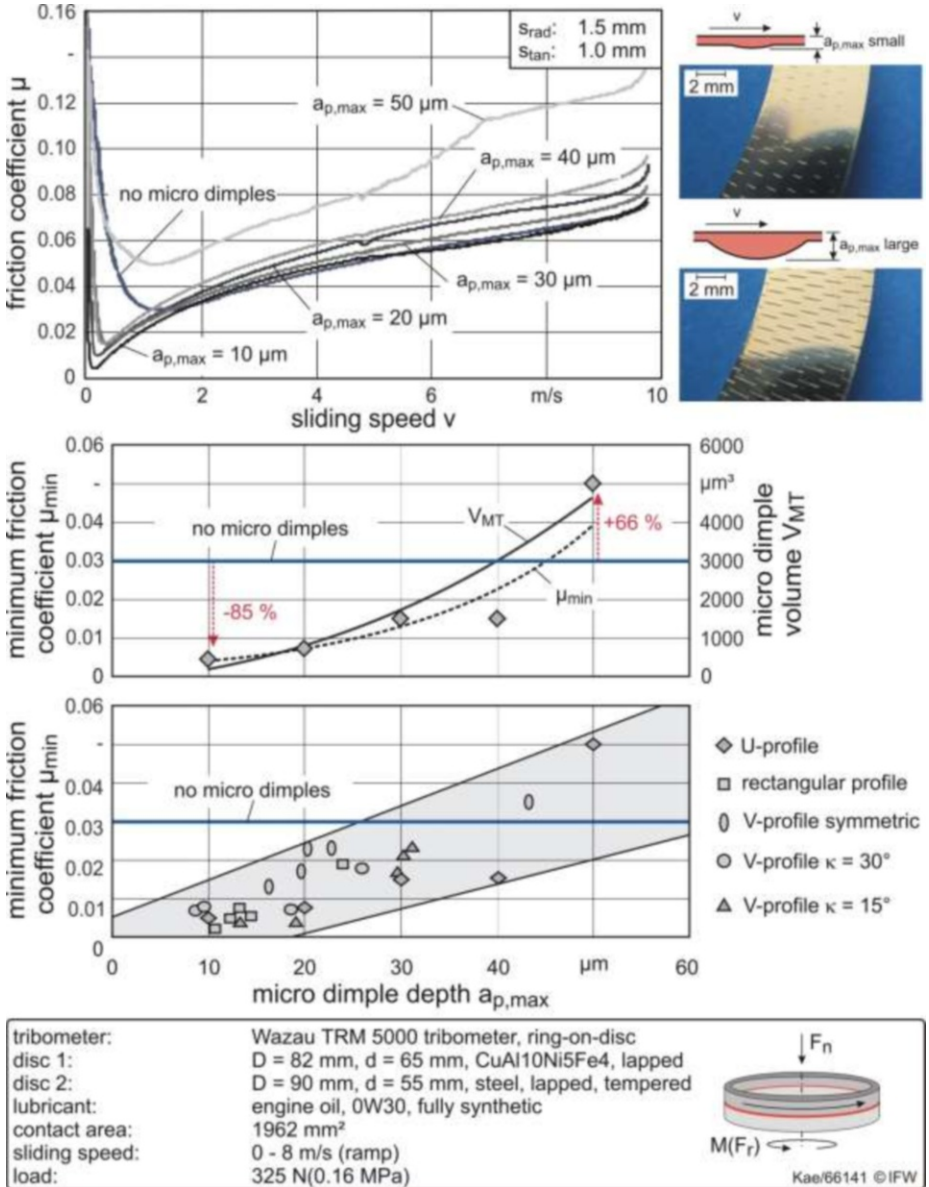 0.16
-
0.12
0.10
0.08
0.06
0.04
0.02
0
friction coefficient µ
s_rad: 1.5 mm
s_tan: 1.0 mm
a_p,max = 50 µm
a_p,max = 40 µm
no micro dimples
a_p,max = 30 µm
a_p,max = 20 µm
a_p,max = 10 µm
0 2 4 6 m/s 10
sliding speed v
v
a_p,max small
2 mm
v
a_p,max large
2 mm
0.06
-
0.04
0.03
0.02
0.01
0
minimum friction
coefficient µ_min
6000
µm³
4000
3000
2000
1000
0
micro dimple
volume V_MT
no micro dimples
V_MT
+66 %
-85 %
µ_min
0.06
-
0.04
0.03
0.02
0.01
0
minimum friction
coefficient µ_min
no micro dimples
0 10 20 30 40 µm 60
micro dimple depth a_p,max
U-profile
rectangular profile
V-profile symmetric
V-profile κ = 30°
V-profile κ = 15°
tribometer: Wazau TRM 5000 tribometer, ring-on-disc
disc 1: D = 82 mm, d = 65 mm, CuAl10Ni5Fe4, lapped
disc 2: D = 90 mm, d = 55 mm, steel, lapped, tempered
lubricant: engine oil, 0W30, fully synthetic
contact area: 1962 mm²
sliding speed: 0 - 8 m/s (ramp)
load: 325 N(0.16 MPa)
F_n
M(F_r)
Kae/66141 ©IFW